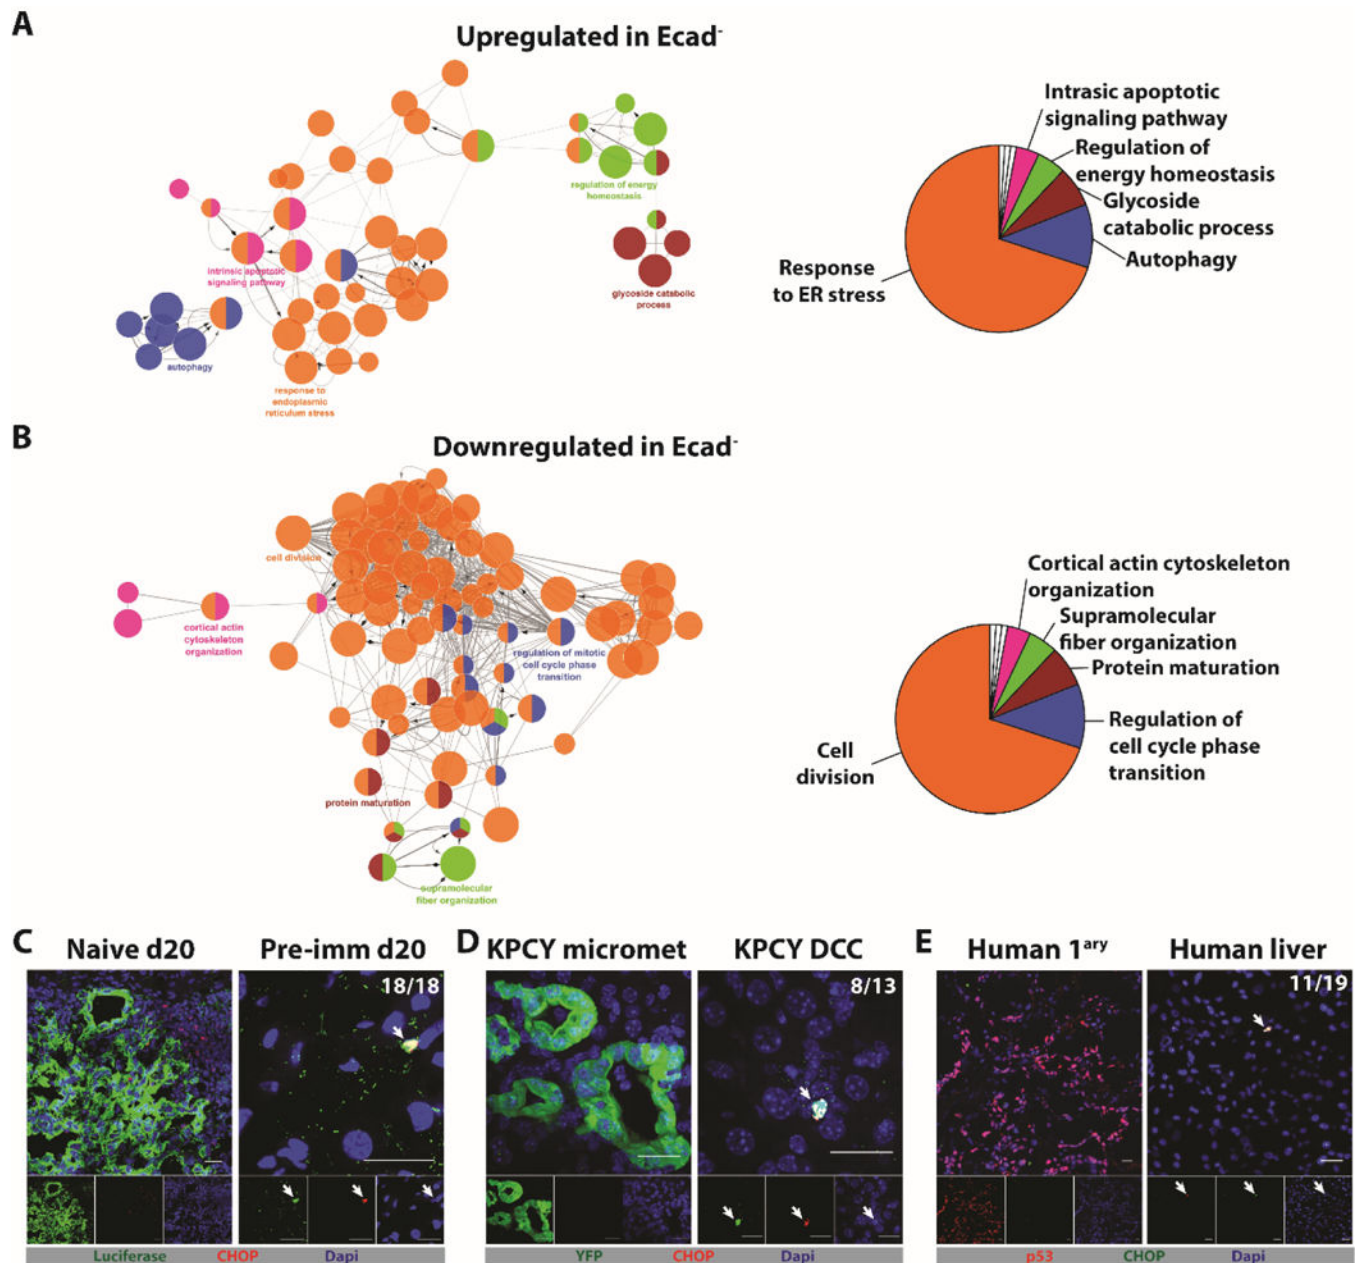 A
Upregulated in Ecad-
regulation of energy
homeostasis
intrinsic apoptotic
signaling pathway
glycoside catabolic
process
autophagy
response to
endoplasmic
reticulum stress
Intrasic apoptotic
signaling pathway
Regulation of
energy homeostasis
Glycoside
catabolic process
Autophagy
Response
to ER stress
B
Downregulated in Ecad-
cell division
cortical actin
cytoskeleton
organization
regulation of mitotic
cell cycle phase
transition
protein maturation
supramolecular
fiber organization
Cortical actin cytoskeleton
organization
Supramolecular
fiber organization
Protein maturation
Regulation of
cell cycle phase
transition
Cell
division
C
Naive d20
Pre-imm d20
18/18
Luciferase CHOP Dapi
D
KPCY micromet
KPCY DCC
8/13
YFP CHOP Dapi
E
Human 1ary
Human liver
11/19
p53 CHOP Dapi